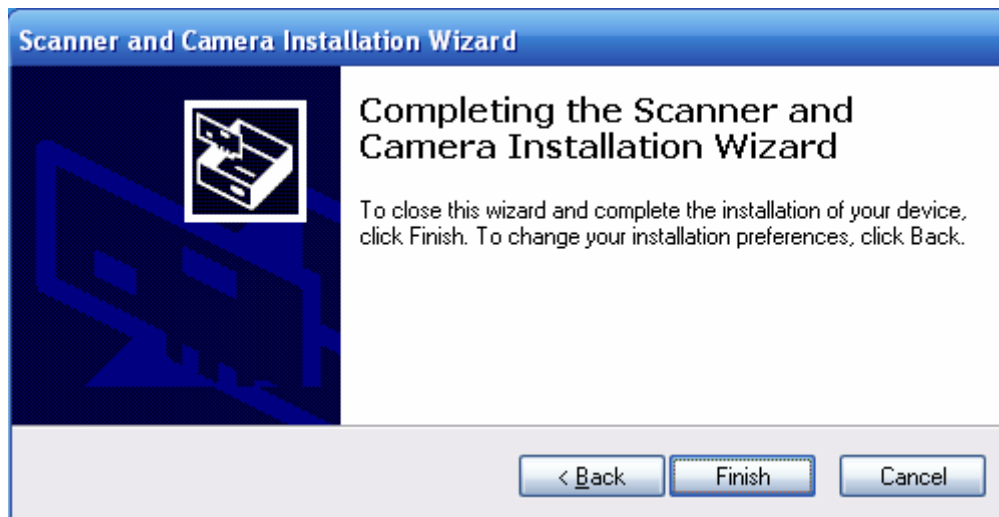 Scanner and Camera Installation Wizard
Completing the Scanner and
Camera Installation Wizard
To close this wizard and complete the installation of your device,
click Finish. To change your installation preferences, click Back.
< Back Finish Cancel